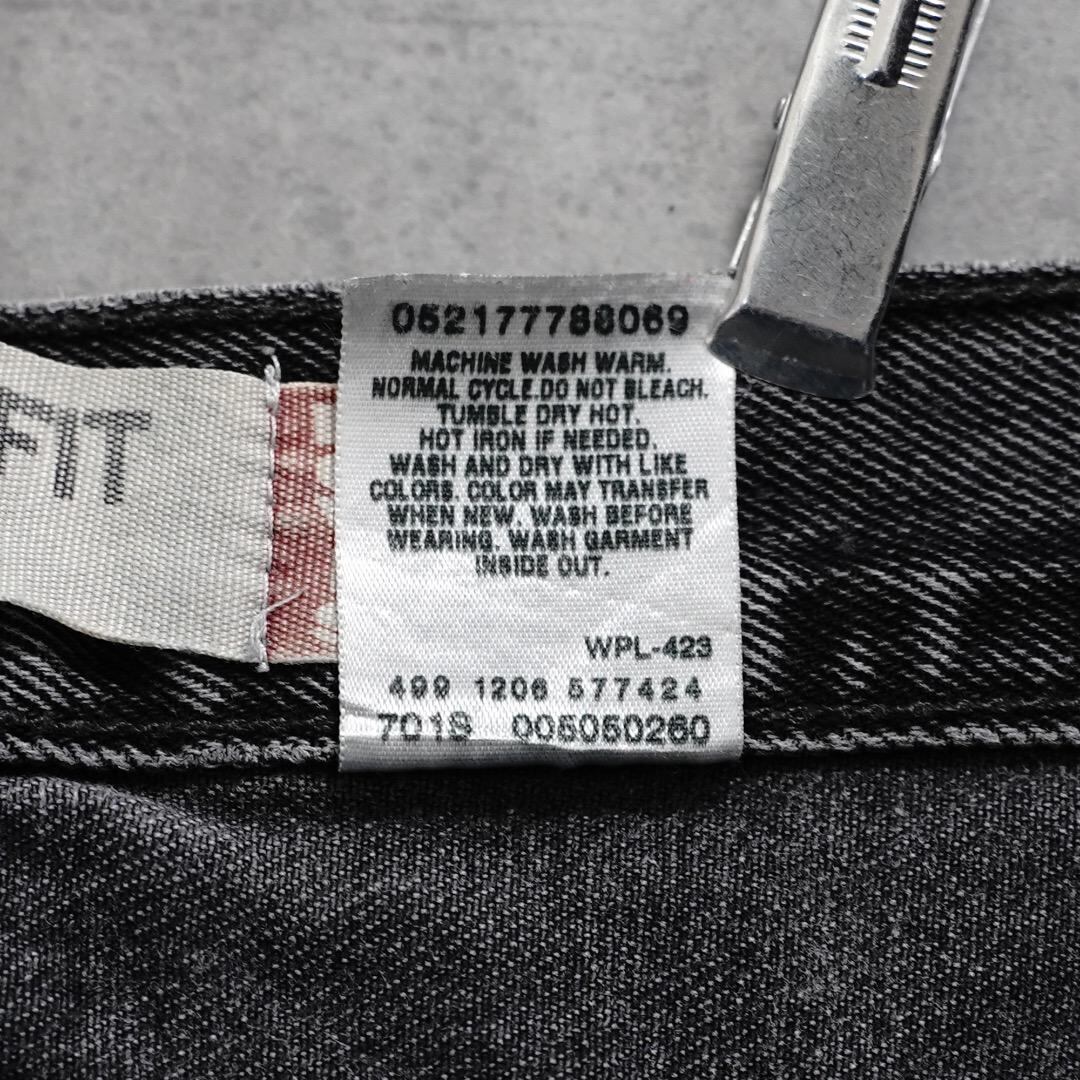 FIT
052177788069
MACHINE WASH WARM.
NORMAL CYCLE.DO NOT BLEACH.
TUMBLE DRY HOT.
HOT IRON IF NEEDED.
WASH AND DRY WITH LIKE
COLORS. COLOR MAY TRANSFER
WHEN NEW. WASH BEFORE
WEARING. WASH GARMENT
INSIDE OUT.
WPL-423
499 1206 577424
701S 005050260